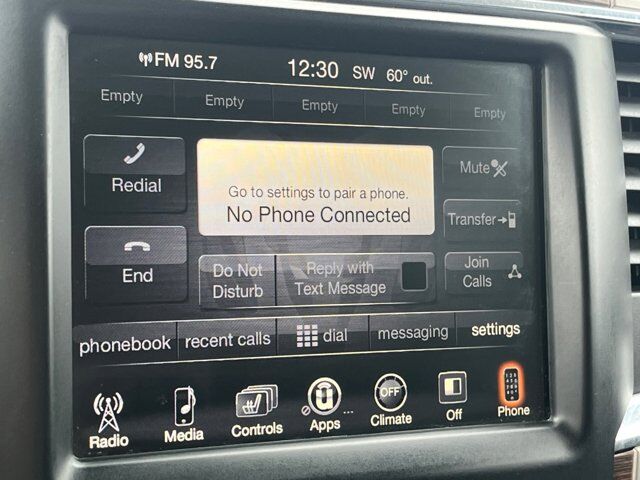 FM 95.7 12:30 SW 60° out.
Empty Empty Empty Empty Empty
Redial
Go to settings to pair a phone.
No Phone Connected
Mute
Transfer
End
Do Not
Disturb
Reply with
Text Message
Join
Calls
phonebook recent calls dial messaging settings
OFF
Radio Media Controls Apps Climate Off Phone